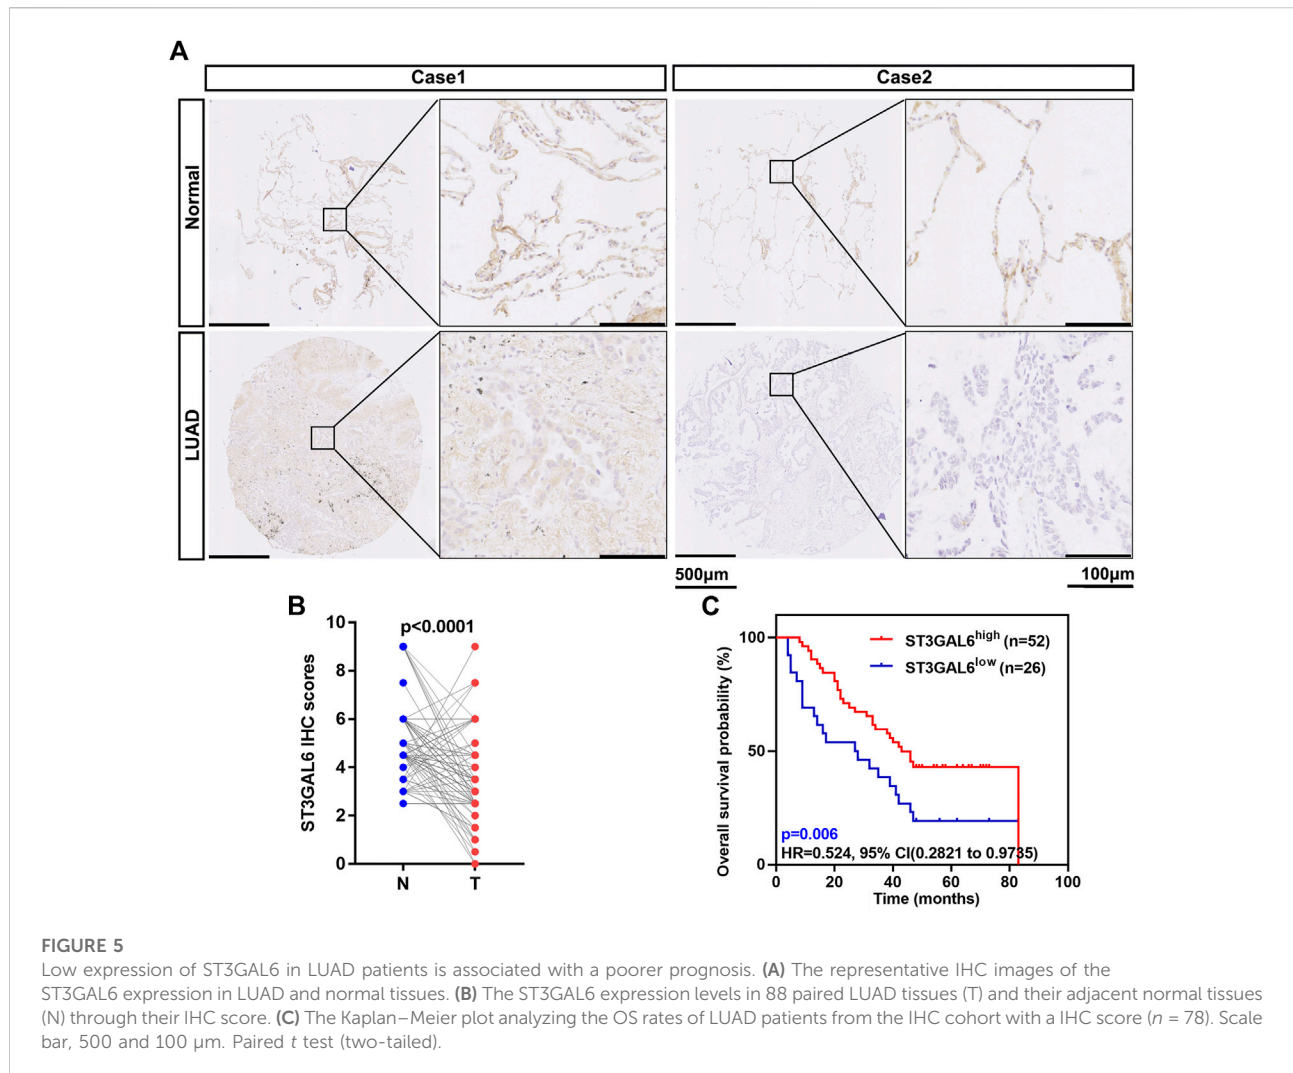 A
Case1
Case2
Normal
LUAD
500μm
100μm
B
p<0.0001
ST3GAL6 IHC scores
10
8
6
4
2
0
N
T
C
Overall survival probability (%)
100
50
0
ST3GAL6high (n=52)
ST3GAL6low (n=26)
p=0.006
HR=0.524, 95% CI(0.2821 to 0.9735)
0 20 40 60 80 100
Time (months)
FIGURE 5
Low expression of ST3GAL6 in LUAD patients is associated with a poorer prognosis. (A) The representative IHC images of the
ST3GAL6 expression in LUAD and normal tissues. (B) The ST3GAL6 expression levels in 88 paired LUAD tissues (T) and their adjacent normal tissues
(N) through their IHC score. (C) The Kaplan–Meier plot analyzing the OS rates of LUAD patients from the IHC cohort with a IHC score (n = 78). Scale
bar, 500 and 100 μm. Paired t test (two-tailed).